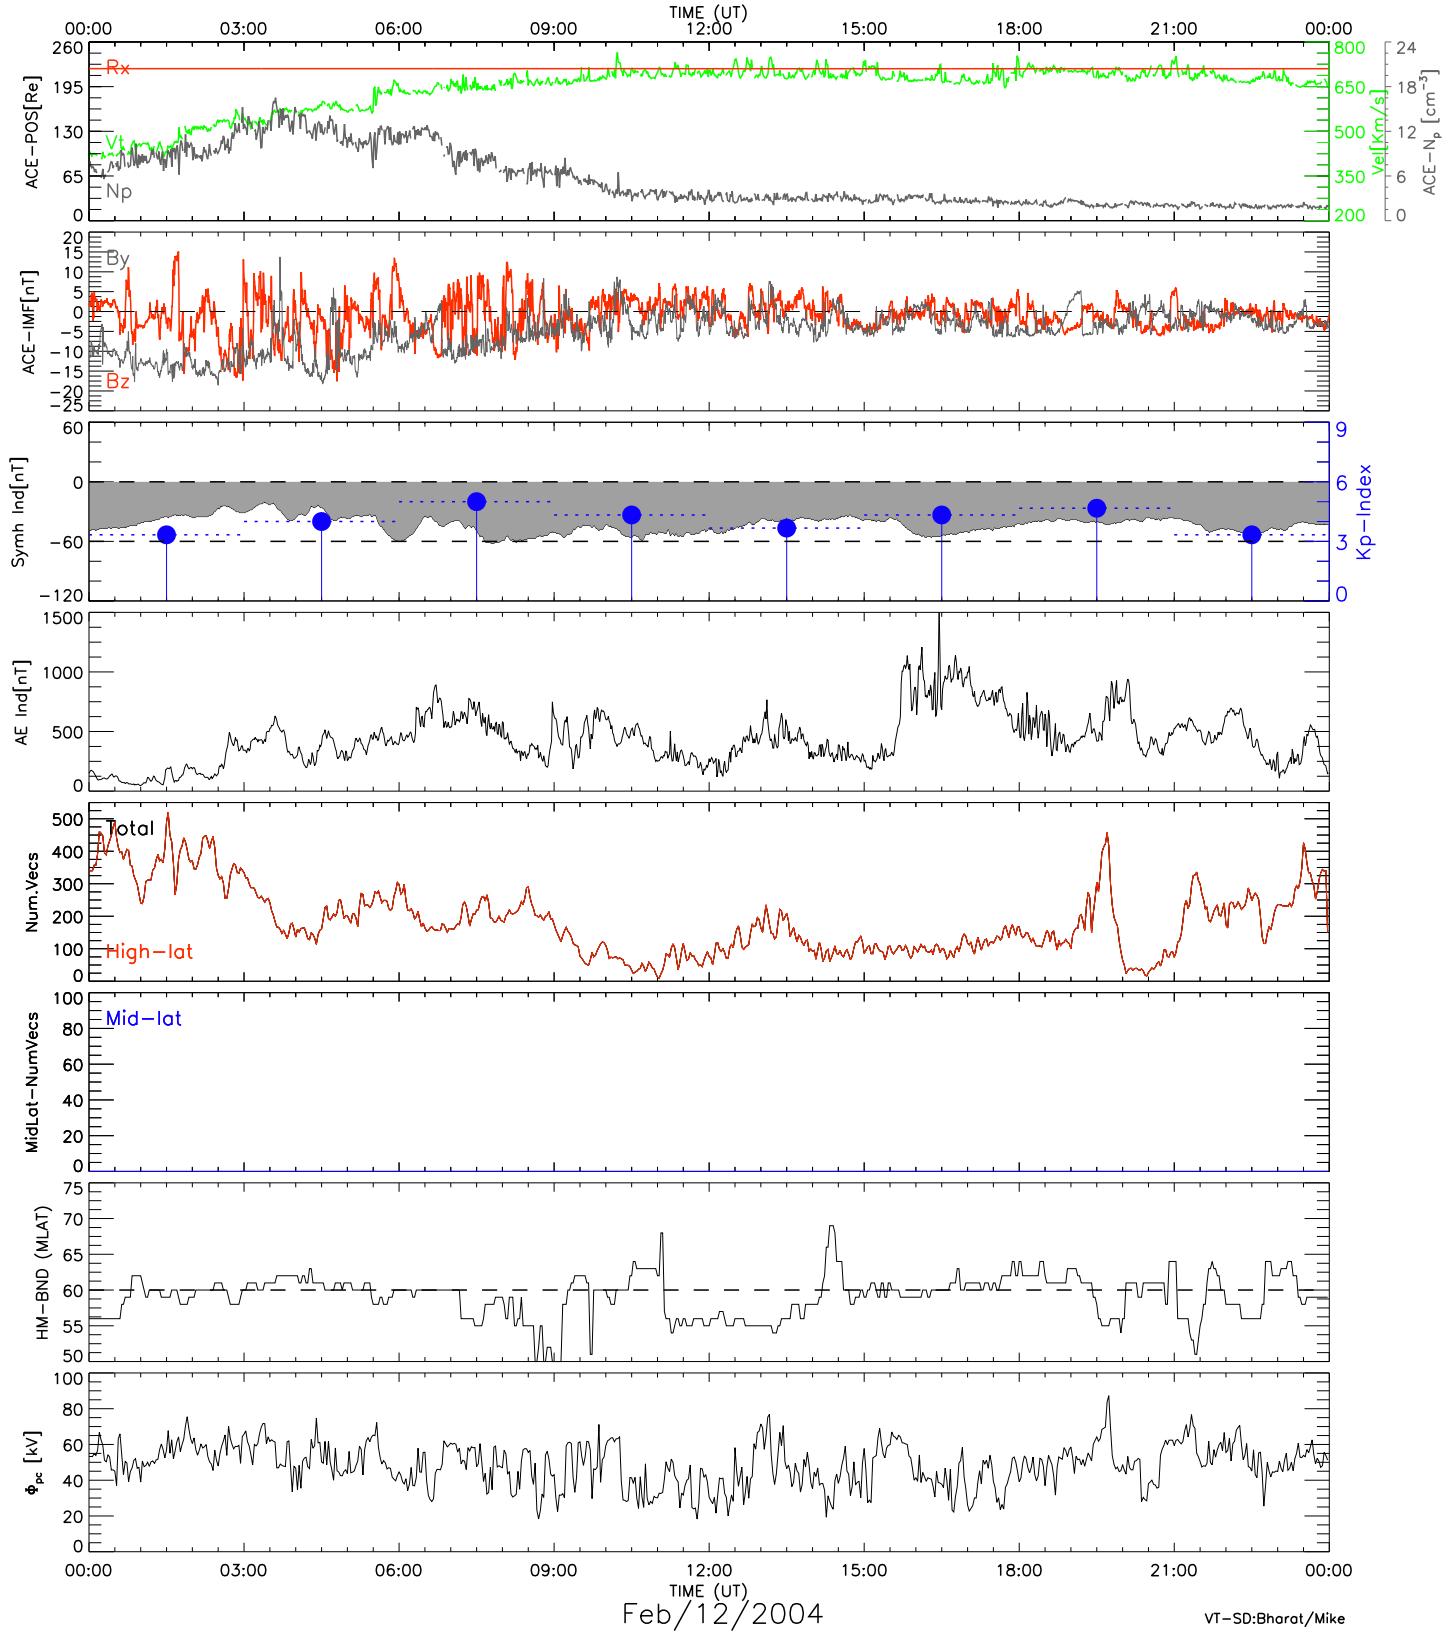 TIME (UT)
00:00 03:00 06:00 09:00 12:00 15:00 18:00 21:00 00:00
ACE-POS[Re]
260
195
130
65
0
Rx
Vt
Np
800
650
500
350
200
Vel[Km/s]
24
18
12
6
0
ACE-Np [cm-3]
ACE-IMF[nT]
20
15
10
5
0
-5
-10
-15
-20
-25
By
Bz
Symh Ind[nT]
60
0
-60
-120
9
6
3
0
Kp-Index
AE Ind[nT]
1500
1000
500
0
Num.Vecs
500
400
300
200
100
0
Total
High-lat
MidLat-NumVecs
100
80
60
40
20
0
Mid-lat
HM-BND (MLAT)
75
70
65
60
55
50
Φpc [kV]
100
80
60
40
20
0
00:00 03:00 06:00 09:00 12:00 15:00 18:00 21:00 00:00
TIME (UT)
Feb/12/2004
VT-SD:Bharat/Mike